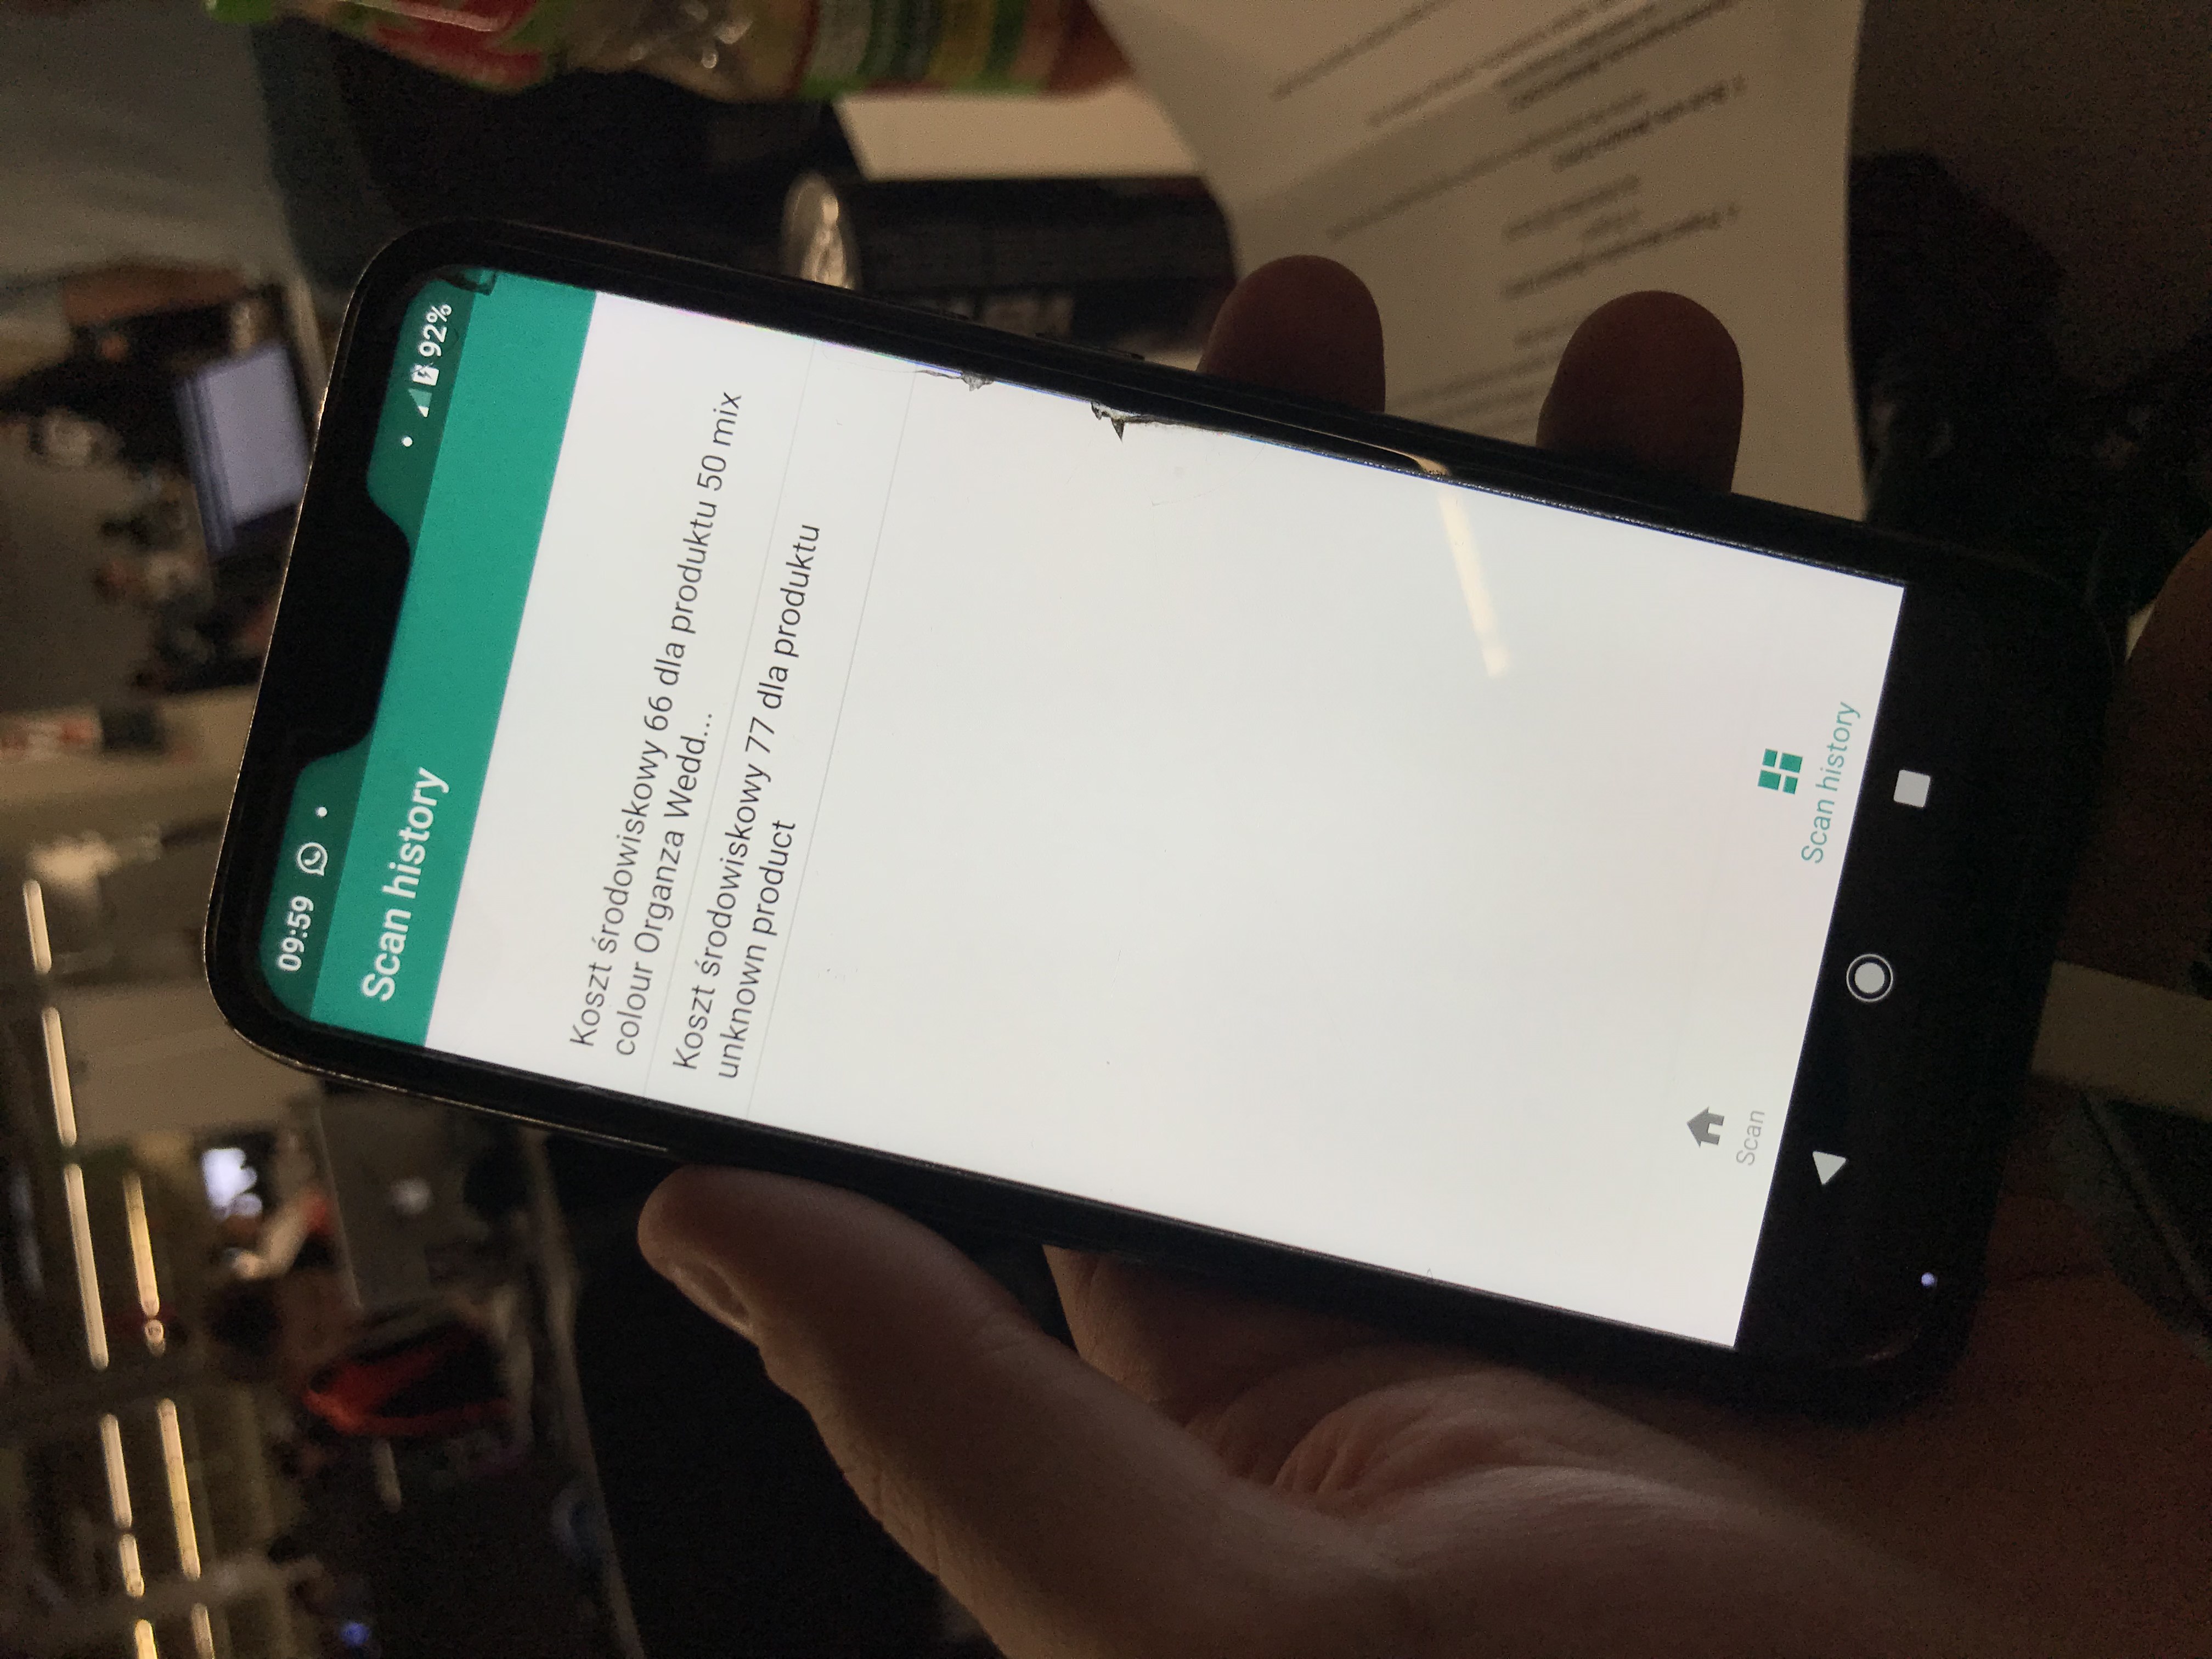 09:59
92%
Scan history
Koszt środowiskowy 66 dla produktu 50 mix
colour Organza Wedd...
Koszt środowiskowy 77 dla produktu
unknown product
Scan
Scan history